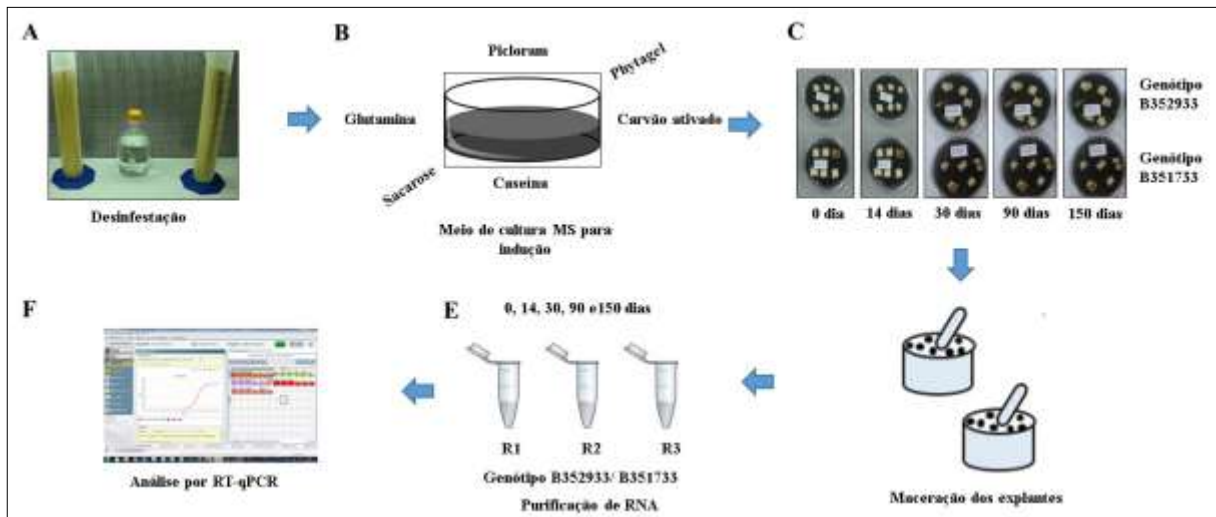 A
Desinfestação
B
Picloram
Phytagel
Glutamina
Carvão ativado
Sacarose
Caseína
Meio de cultura MS para
indução
C
Genótipo
B352933
Genótipo
B351733
0 dia
14 dias
30 dias
90 dias
150 dias
Maceração dos explantes
E
0, 14, 30, 90 e150 dias
R1
R2
R3
Genótipo B352933/ B351733
Purificação de RNA
F
Análise por RT-qPCR